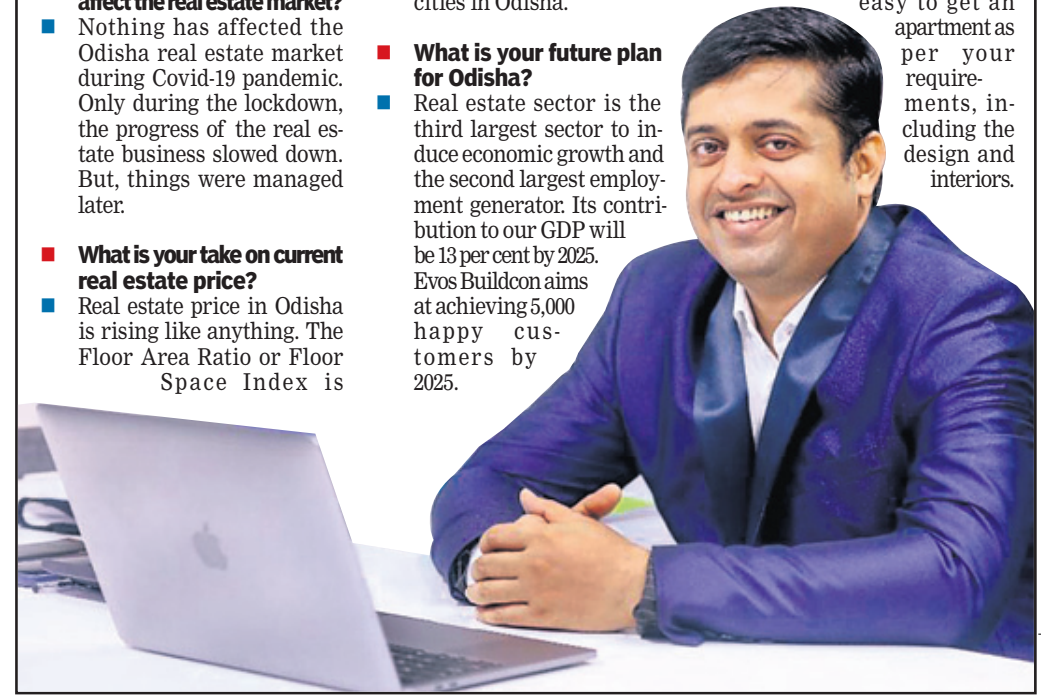 affect the real estate market?
Nothing has affected the
Odisha real estate market
during Covid-19 pandemic.
Only during the lockdown,
the progress of the real es-
tate business slowed down.
But, things were managed
later.
What is your take on current
real estate price?
Real estate price in Odisha
is rising like anything. The
Floor Area Ratio or Floor
Space Index is
cities in Odisha.
What is your future plan
for Odisha?
Real estate sector is the
third largest sector to in-
duce economic growth and
the second largest employ-
ment generator. Its contri-
bution to our GDP will
be 13 per cent by 2025.
Evos Buildcon aims
at achieving 5,000
happy cus-
tomers by
2025.
easy to get an
apartment as
per your
require-
ments, in-
cluding the
design and
interiors.